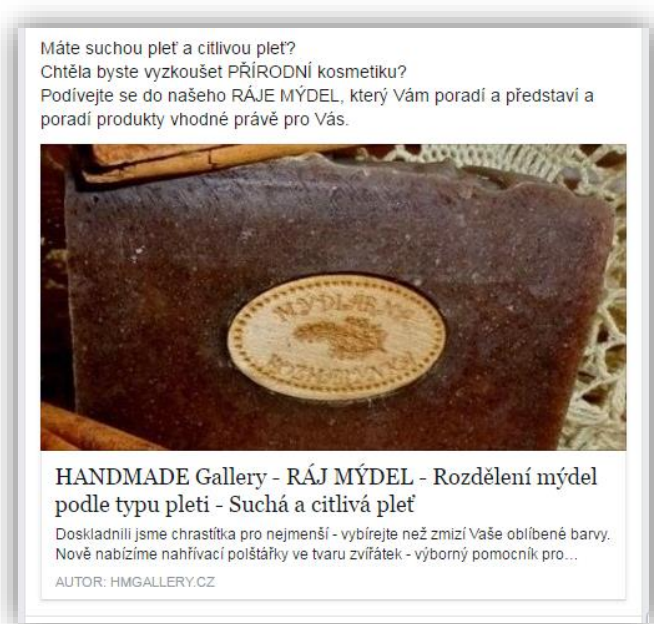 Máte suchou pleť a citlivou pleť?
Chtěla byste vyzkoušet PŘÍRODNÍ kosmetiku?
Podívejte se do našeho RÁJE MÝDEL, který Vám poradí a představí a
poradí produkty vhodné právě pro Vás.
MÝDLÁRNA
HANDMADE Gallery - RÁJ MÝDEL - Rozdělení mýdel
podle typu pleti - Suchá a citlivá pleť
Doskladnili jsme chrastítka pro nejmenší - vybírejte než zmizí Vaše oblíbené barvy.
Nově nabízíme nahřívací polštářky ve tvaru zvířátek - výborný pomocník pro…
AUTOR: HMGALLERY.CZ